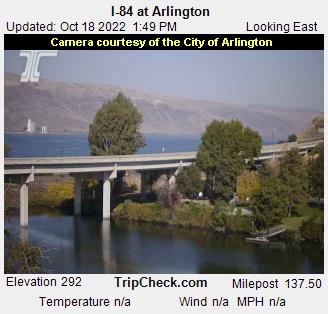 I-84 at Arlington
Updated: Oct 18 2022 1:49 PM Looking East
Camera courtesy of the City of Arlington
Elevation 292 TripCheck.com Milepost 137.50
Temperature n/a Wind n/a MPH n/a